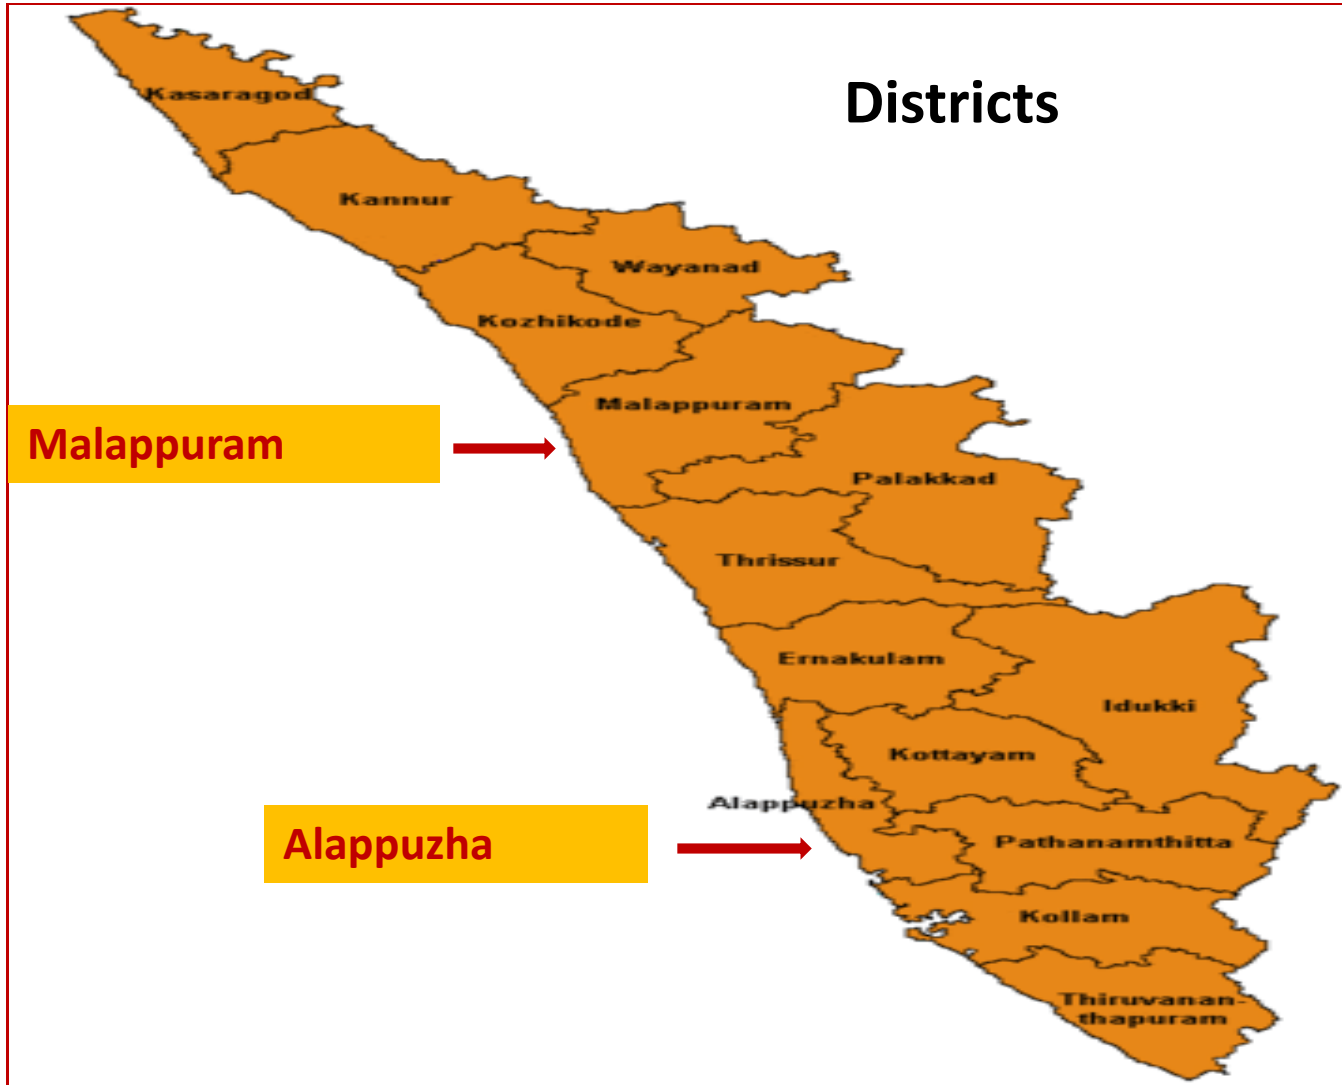 Districts
Kasaragod
Kannur
Wayanad
Kozhikode
Malappuram
Malappuram
Palakkad
Thrissur
Ernakulam
Idukki
Kottayam
Alappuzha
Alappuzha
Pathanamthitta
Kollam
Thiruvanan-
thapuram